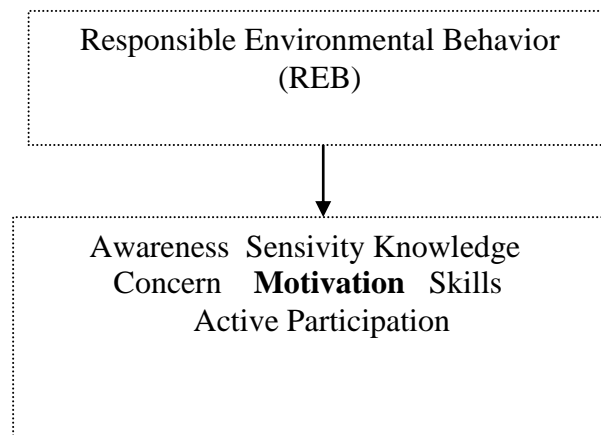 Responsible Environmental Behavior
(REB)
Awareness Sensivity Knowledge
Concern Motivation Skills
Active Participation